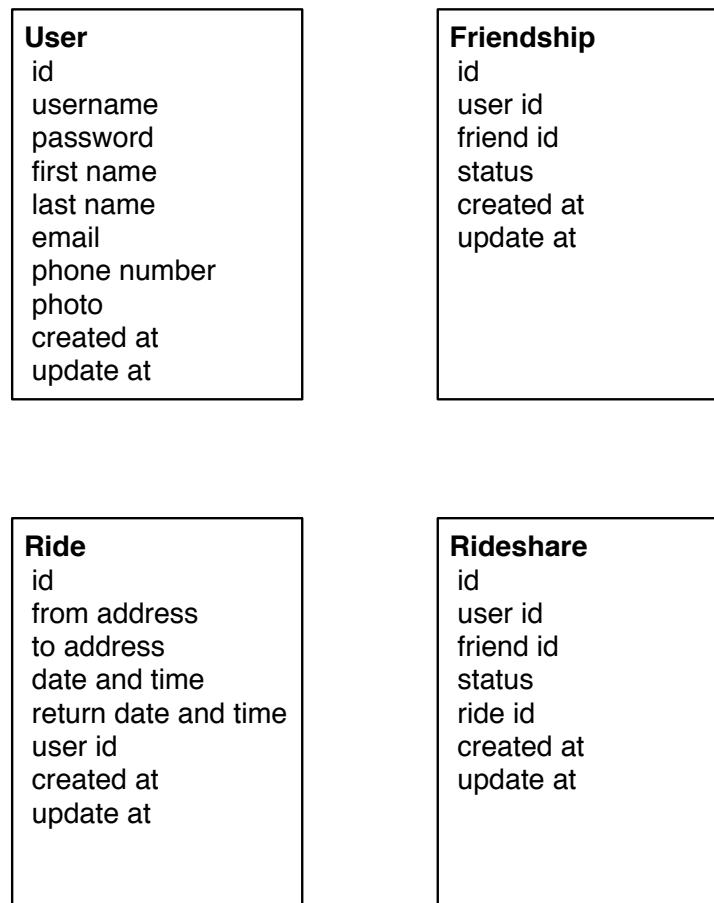 User
id
username
password
first name
last name
email
phone number
photo
created at
update at
Friendship
id
user id
friend id
status
created at
update at
Ride
id
from address
to address
date and time
return date and time
user id
created at
update at
Rideshare
id
user id
friend id
status
ride id
created at
update at